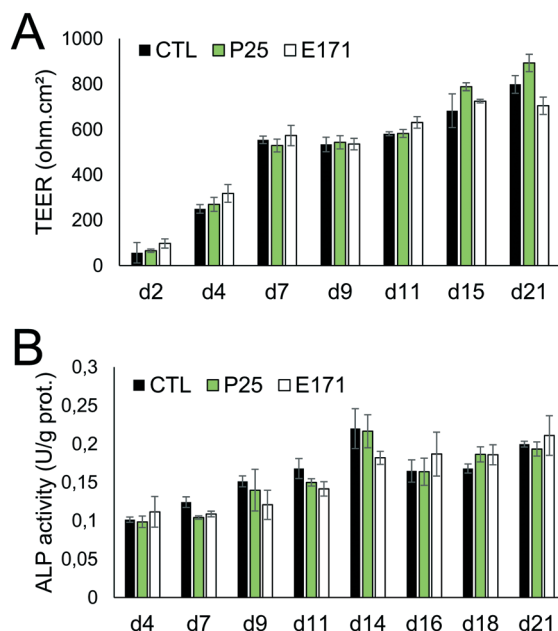 A
1000
CTL P25 E171
800
600
400
200
0
TEER (ohm.cm²)
d2 d4 d7 d9 d11 d15 d21
B
0,3
CTL P25 E171
0,25
0,2
0,15
0,1
0,05
0
ALP activity (U/g prot.)
d4 d7 d9 d11 d14 d16 d18 d21